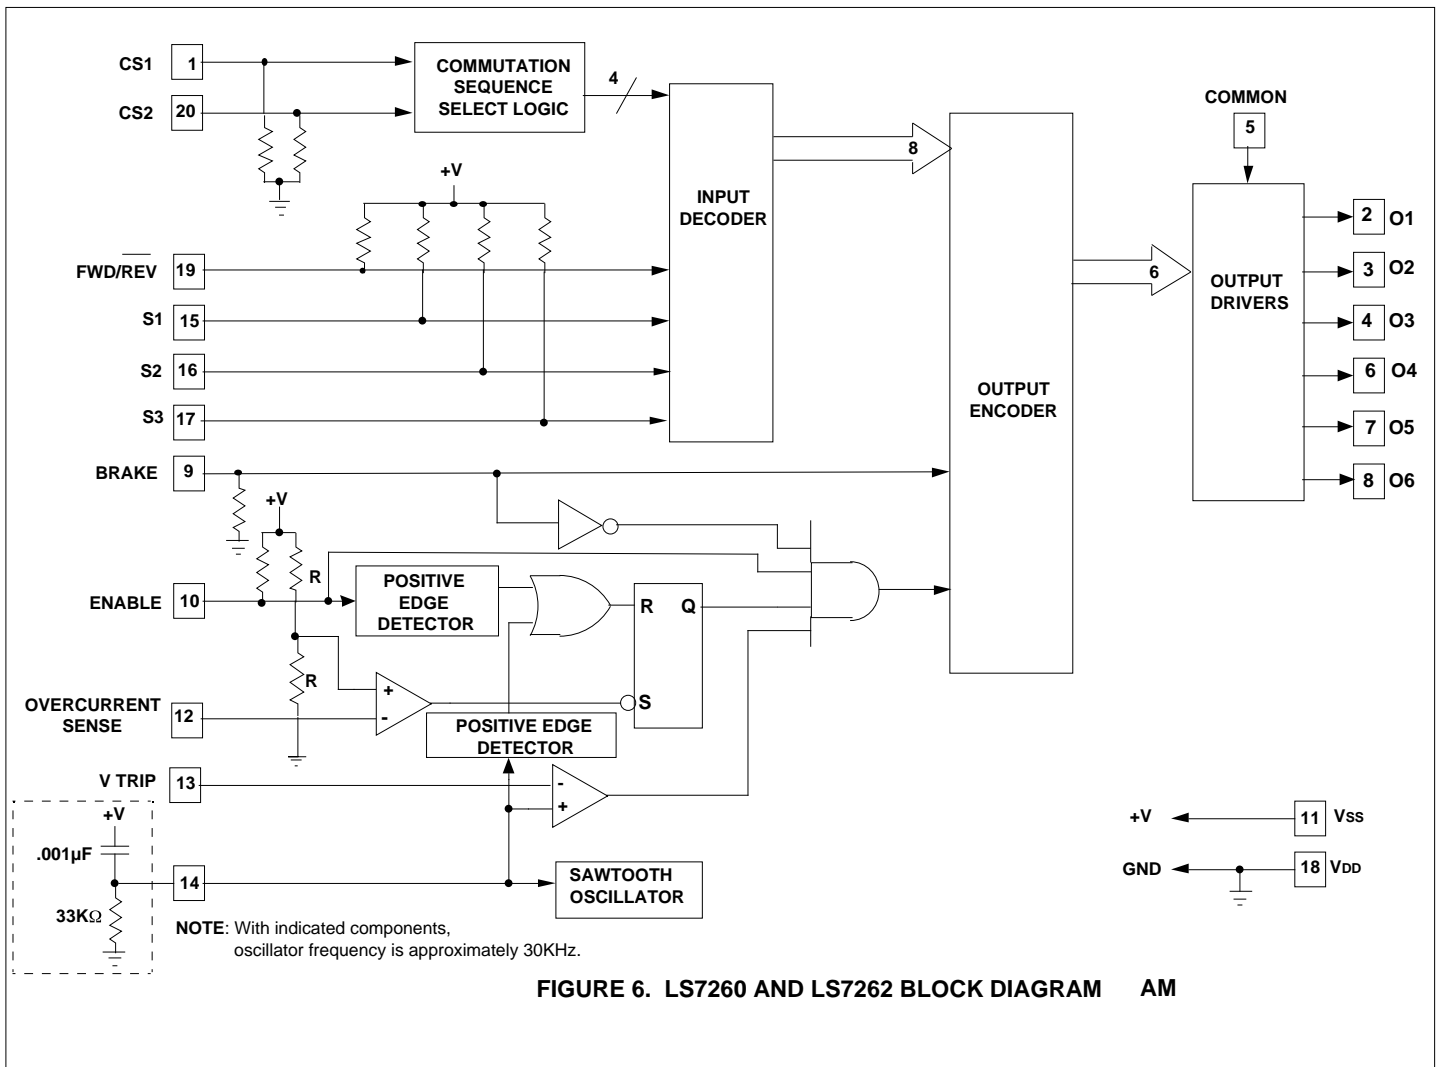 CS1 1
CS2 20
COMMUTATION
SEQUENCE
SELECT LOGIC
4
+V
INPUT
DECODER
8
COMMON
5
FWD/REV 19
S1 15
S2 16
S3 17
BRAKE 9
OUTPUT
ENCODER
6
OUTPUT
DRIVERS
2 O1
3 O2
4 O3
6 O4
7 O5
8 O6
+V
R
ENABLE 10
POSITIVE
EDGE
DETECTOR
R Q
S
R
+
-
OVERCURRENT
SENSE
12
POSITIVE EDGE
DETECTOR
V TRIP 13
-
+
+V
.001µF
14
33KΩ
SAWTOOTH
OSCILLATOR
+V 11 VSS
GND 18 VDD
NOTE: With indicated components,
oscillator frequency is approximately 30KHz.
FIGURE 6. LS7260 AND LS7262 BLOCK DIAGRAM AM